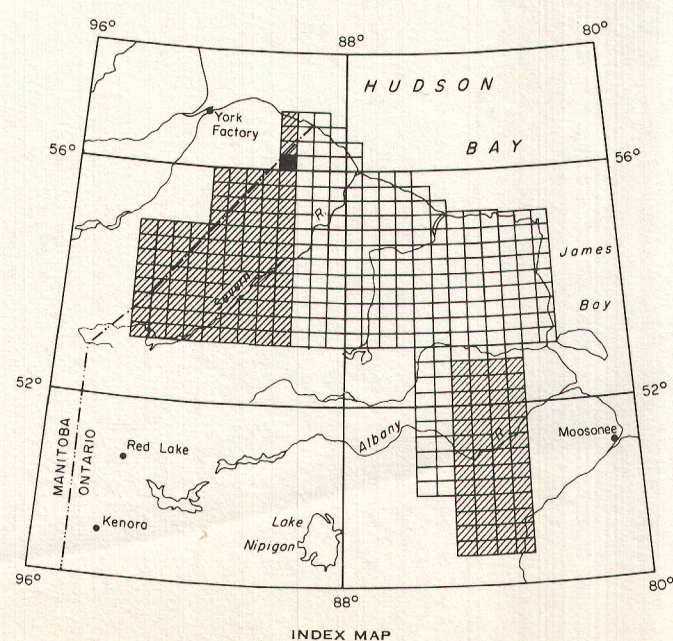 96°
88°
80°
HUDSON
BAY
York
Factory
56°
56°
R.
Severn
James
Bay
52°
52°
MANITOBA
ONTARIO
Red Lake
Albany
R.
Moosonee
Kenora
Lake
Nipigon
96°
88°
80°
INDEX MAP